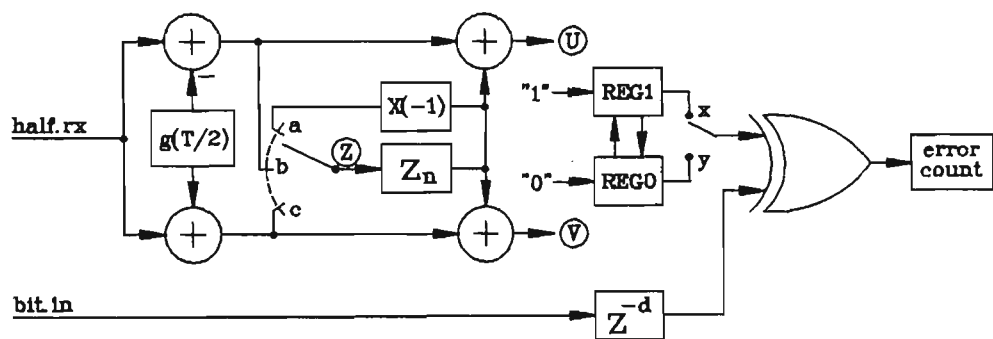 +
+
U
−
half.rx
g(T/2)
X(-1)
a
b
c
Z
Zn
"1"
REG1
x
"0"
REG0
y
error
count
+
+
V
bit.in
Z-d